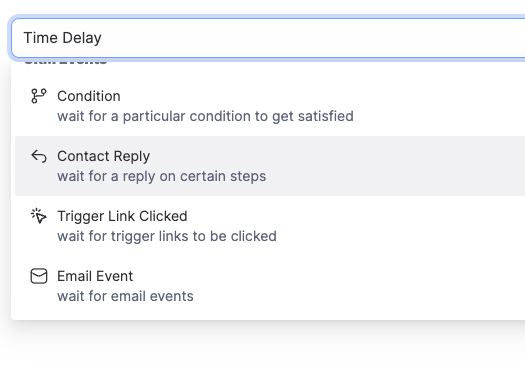 Time Delay
Condition
wait for a particular condition to get satisfied
Contact Reply
wait for a reply on certain steps
Trigger Link Clicked
wait for trigger links to be clicked
Email Event
wait for email events